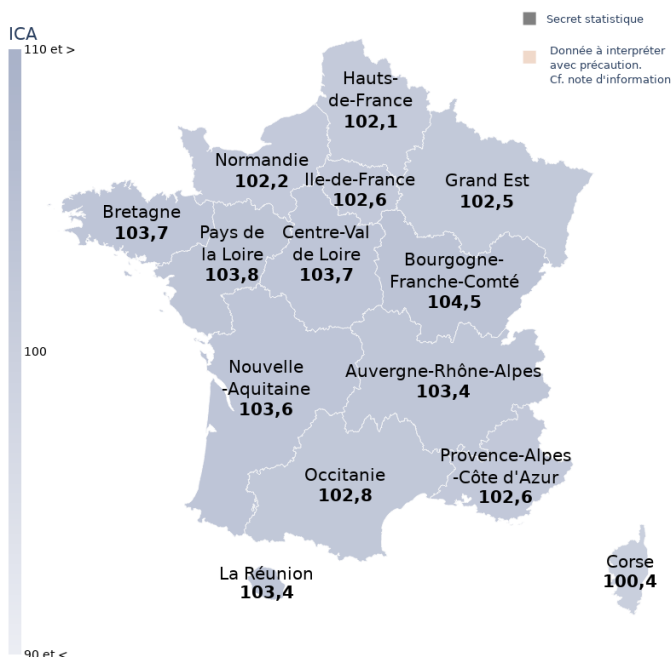 Secret statistique
ICA
110 et >
Donnée à interpréter
avec précaution.
Cf. note d'information
Hauts-
de-France
102,1
Normandie
102,2
Ile-de-France
102,6
Grand Est
102,5
Bretagne
103,7
Pays de
la Loire
103,8
Centre-Val
de Loire
103,7
Bourgogne-
Franche-Comté
104,5
100
Nouvelle
-Aquitaine
103,6
Auvergne-Rhône-Alpes
103,4
Occitanie
102,8
Provence-Alpes
-Côte d'Azur
102,6
La Réunion
103,4
Corse
100,4
90 et <